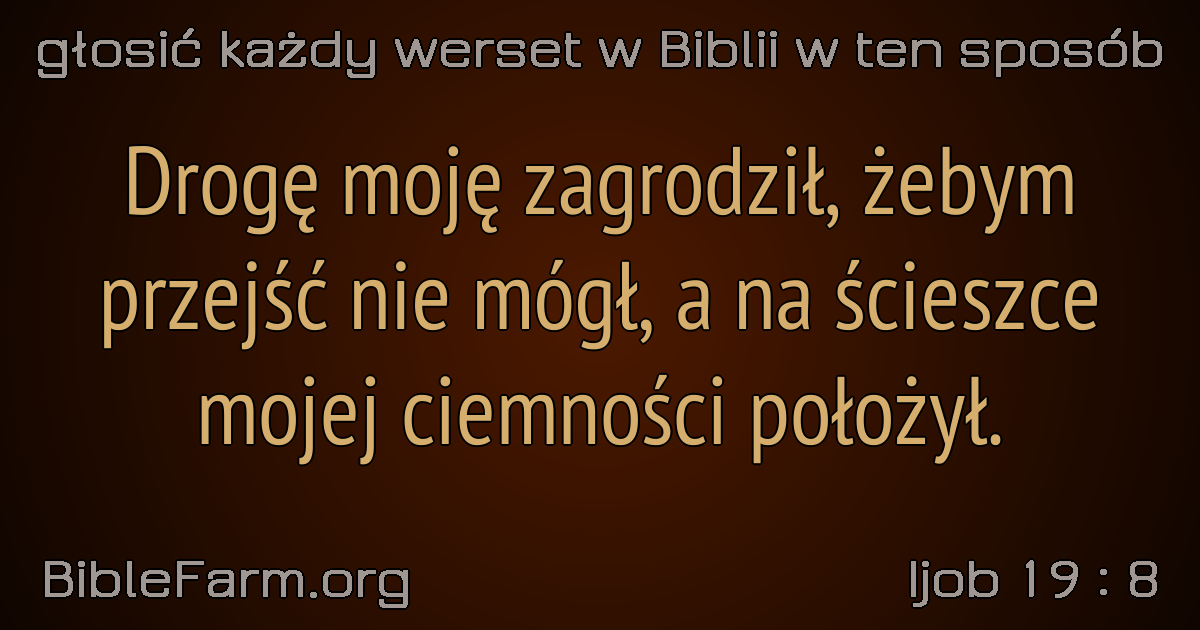 głosić każdy werset w Biblii w ten sposób
Drogę moję zagrodził, żebym
przejść nie mógł, a na ścieszce
mojej ciemności położył.
BibleFarm.org
Ijob 19 : 8